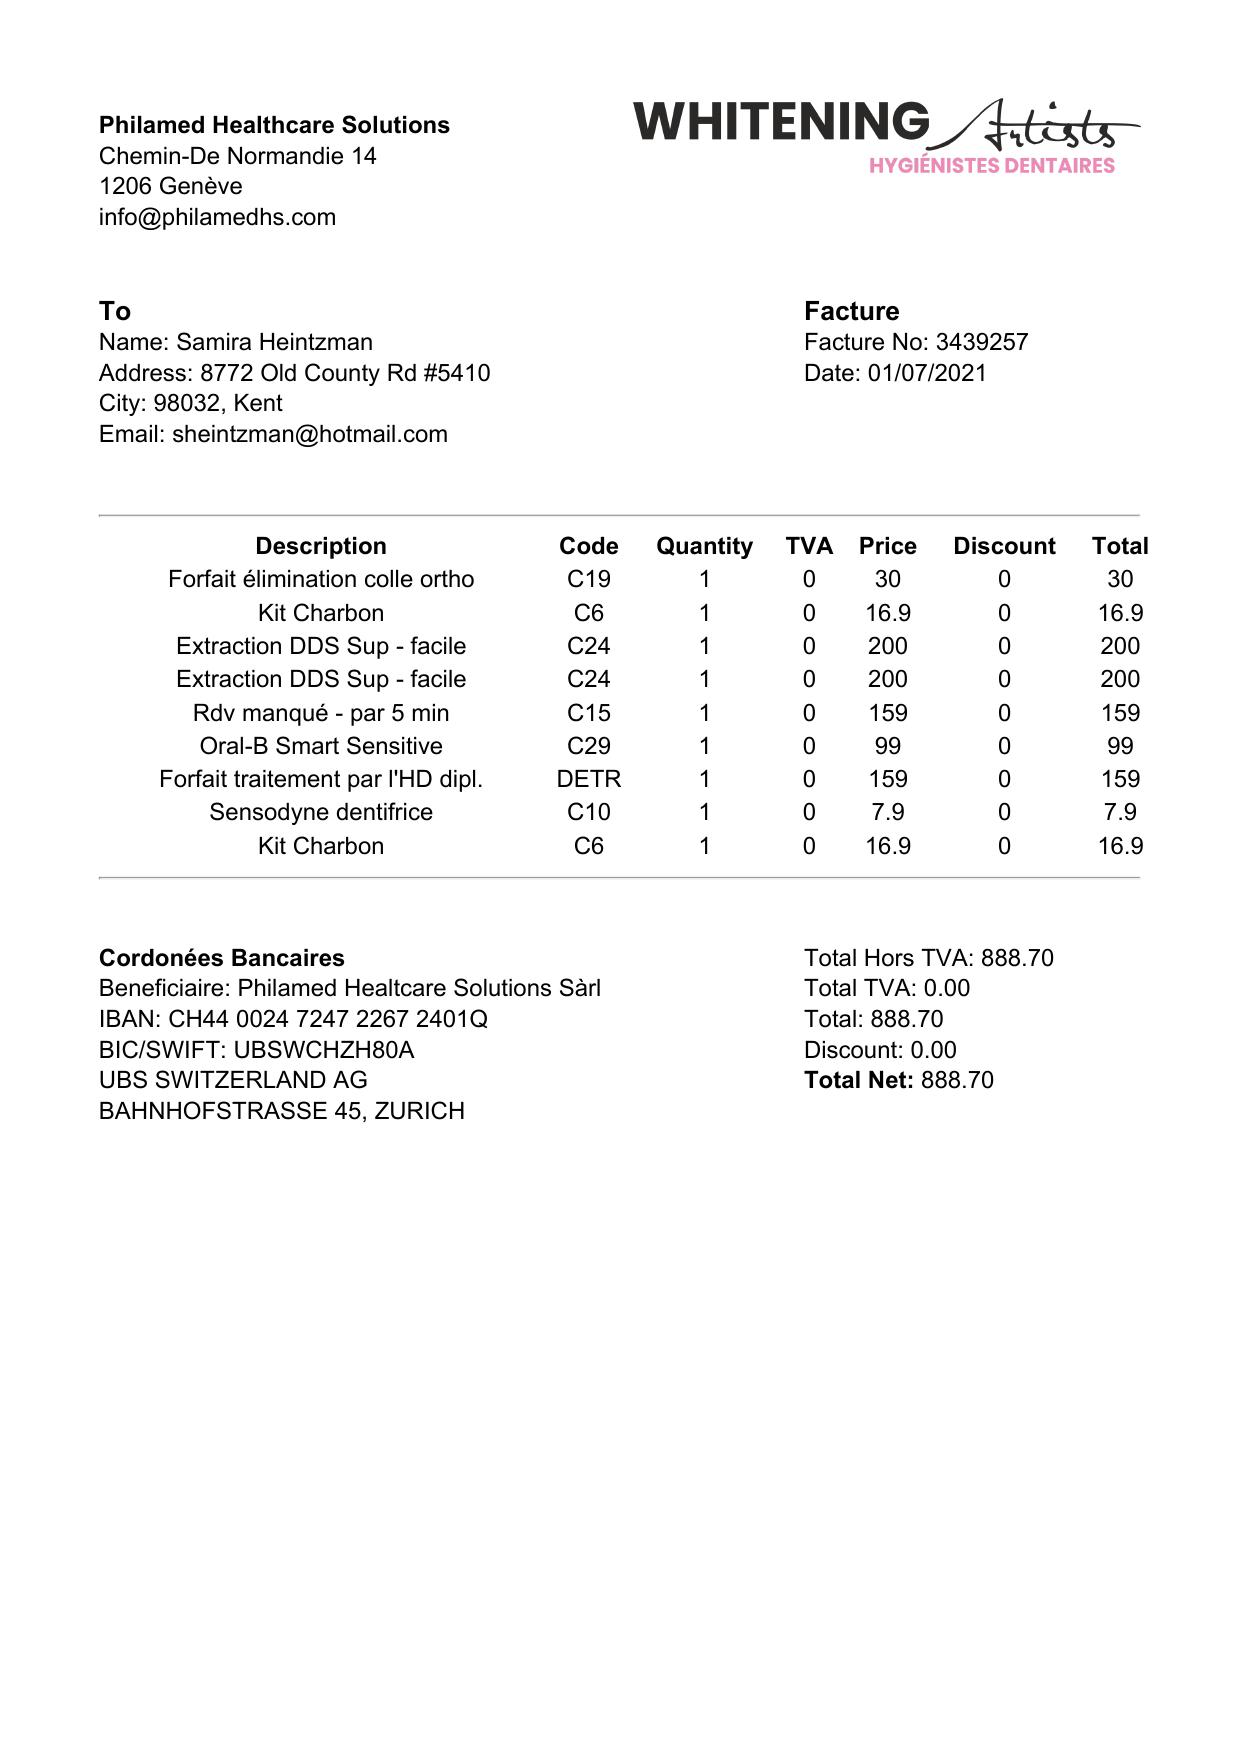 Philamed Healthcare Solutions
Chemin-De Normandie 14
1206 Genève
info@philamedhs.com
WHITENING Artists
HYGIÉNISTES DENTAIRES
To
Name: Samira Heintzman
Address: 8772 Old County Rd #5410
City: 98032, Kent
Email: sheintzman@hotmail.com
Facture
Facture No: 3439257
Date: 01/07/2021
Description Code Quantity TVA Price Discount Total
Forfait élimination colle ortho C19 1 0 30 0 30
Kit Charbon C6 1 0 16.9 0 16.9
Extraction DDS Sup - facile C24 1 0 200 0 200
Extraction DDS Sup - facile C24 1 0 200 0 200
Rdv manqué - par 5 min C15 1 0 159 0 159
Oral-B Smart Sensitive C29 1 0 99 0 99
Forfait traitement par l'HD dipl. DETR 1 0 159 0 159
Sensodyne dentifrice C10 1 0 7.9 0 7.9
Kit Charbon C6 1 0 16.9 0 16.9
Cordonées Bancaires
Beneficiaire: Philamed Healtcare Solutions Sàrl
IBAN: CH44 0024 7247 2267 2401Q
BIC/SWIFT: UBSWCHZH80A
UBS SWITZERLAND AG
BAHNHOFSTRASSE 45, ZURICH
Total Hors TVA: 888.70
Total TVA: 0.00
Total: 888.70
Discount: 0.00
Total Net: 888.70